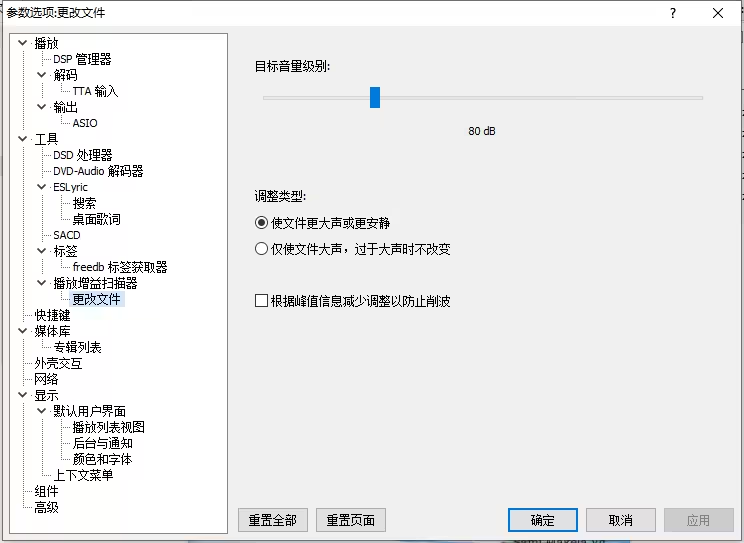 参数选项:更改文件
播放
DSP 管理器
解码
TTA 输入
输出
ASIO
工具
DSD 处理器
DVD-Audio 解码器
ESLyric
搜索
桌面歌词
SACD
标签
freedb 标签获取器
播放增益扫描器
更改文件
快捷键
媒体库
专辑列表
外壳交互
网络
显示
默认用户界面
播放列表视图
后台与通知
颜色和字体
上下文菜单
组件
高级
目标音量级别:
80 dB
调整类型:
使文件更大声或更安静
仅使文件大声，过于大声时不改变
根据峰值信息减少调整以防止削波
重置全部
重置页面
确定
取消
应用